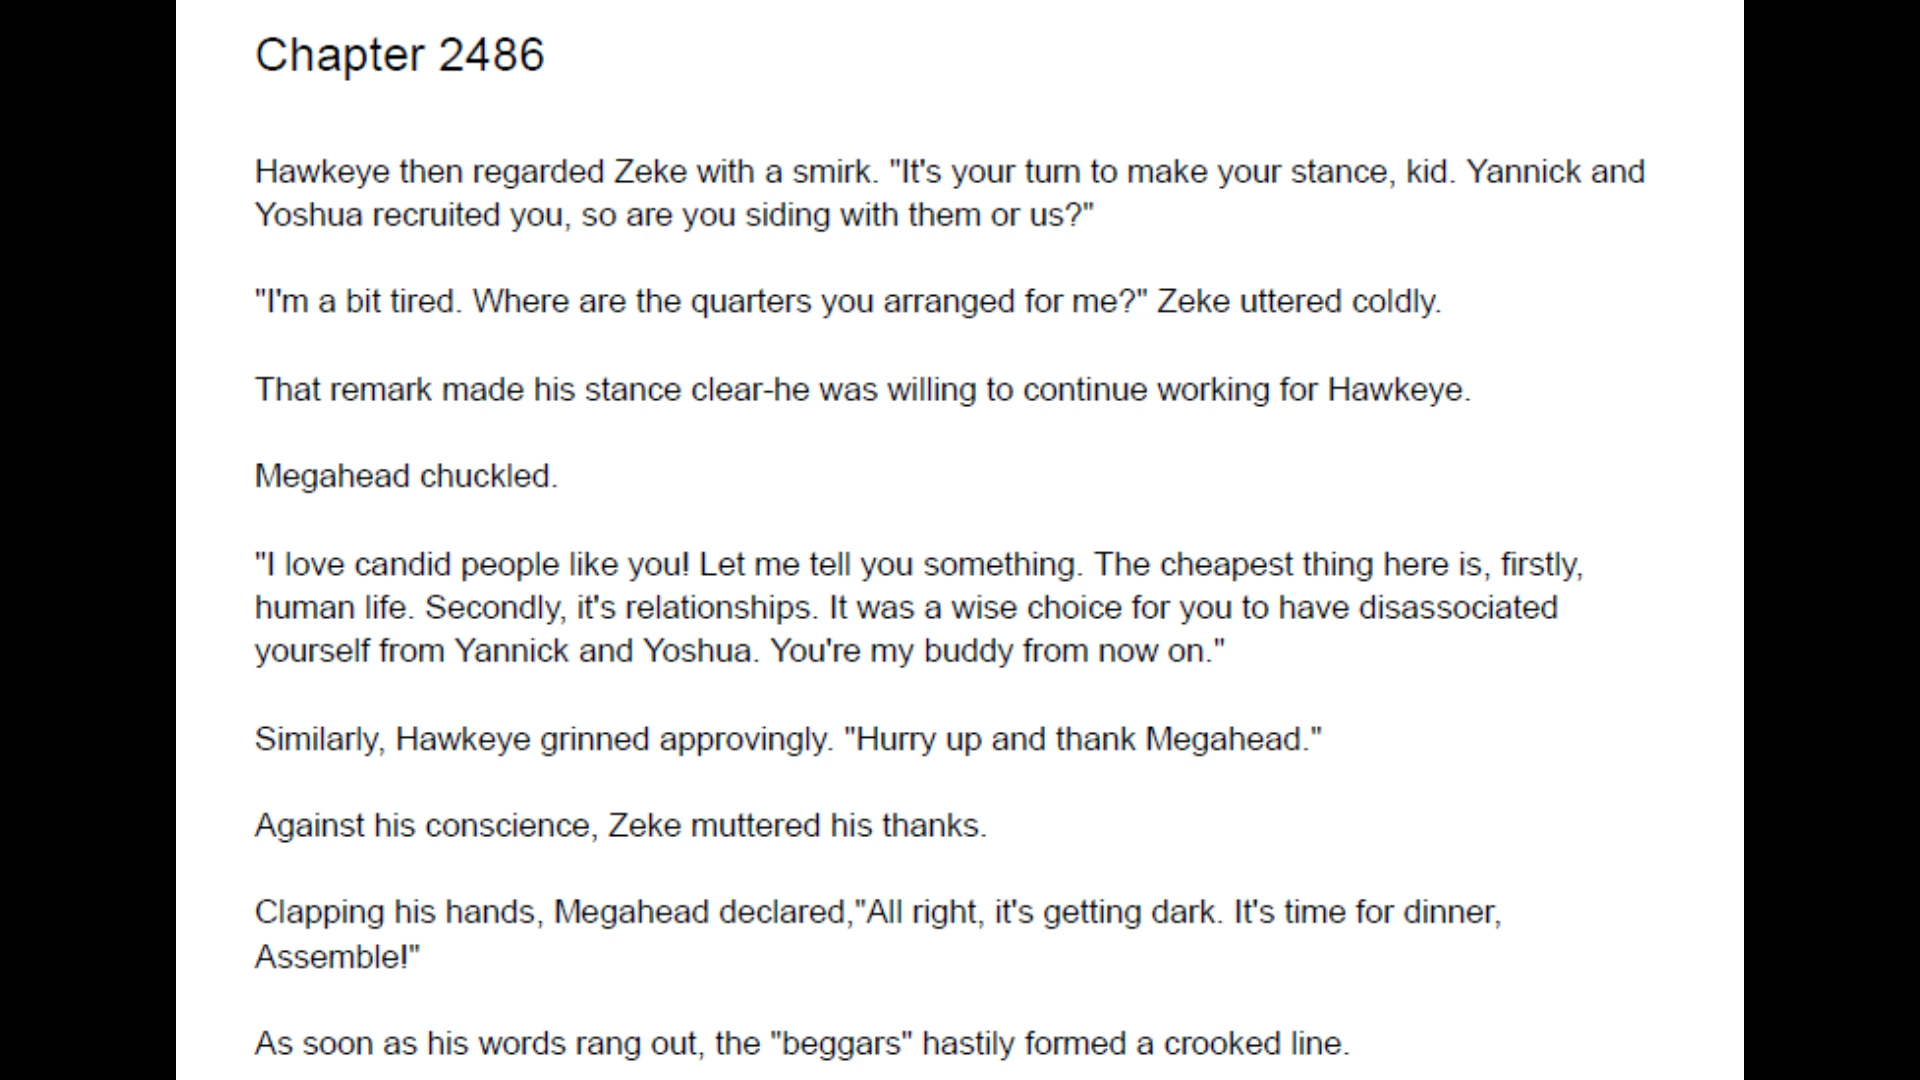 Chapter 2486
Hawkeye then regarded Zeke with a smirk. "It's your turn to make your stance, kid. Yannick and
Yoshua recruited you, so are you siding with them or us?"
"I'm a bit tired. Where are the quarters you arranged for me?" Zeke uttered coldly.
That remark made his stance clear-he was willing to continue working for Hawkeye.
Megahead chuckled.
"I love candid people like you! Let me tell you something. The cheapest thing here is, firstly,
human life. Secondly, it's relationships. It was a wise choice for you to have disassociated
yourself from Yannick and Yoshua. You're my buddy from now on."
Similarly, Hawkeye grinned approvingly. "Hurry up and thank Megahead."
Against his conscience, Zeke muttered his thanks.
Clapping his hands, Megahead declared,"All right, it's getting dark. It's time for dinner,
Assemble!"
As soon as his words rang out, the "beggars" hastily formed a crooked line.